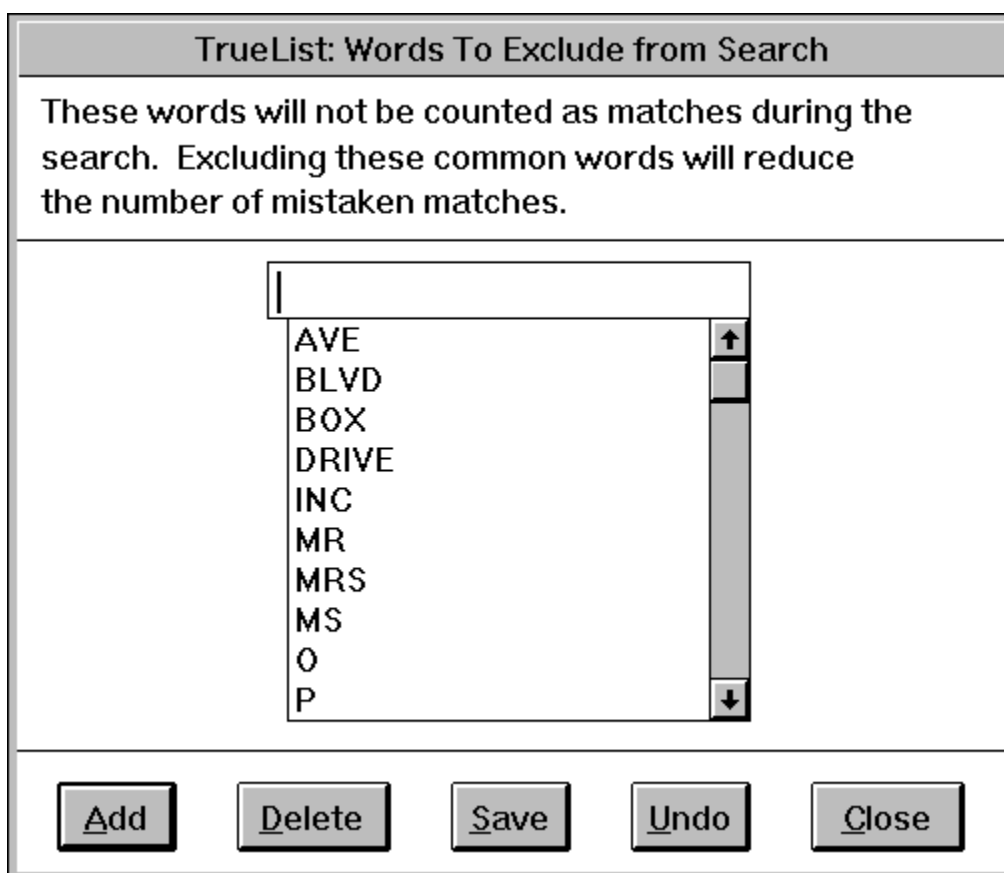 TrueList: Words To Exclude from Search
These words will not be counted as matches during the
search.  Excluding these common words will reduce
the number of mistaken matches.
AVE
BLVD
BOX
DRIVE
INC
MR
MRS
MS
O
P
Add Delete Save Undo Close